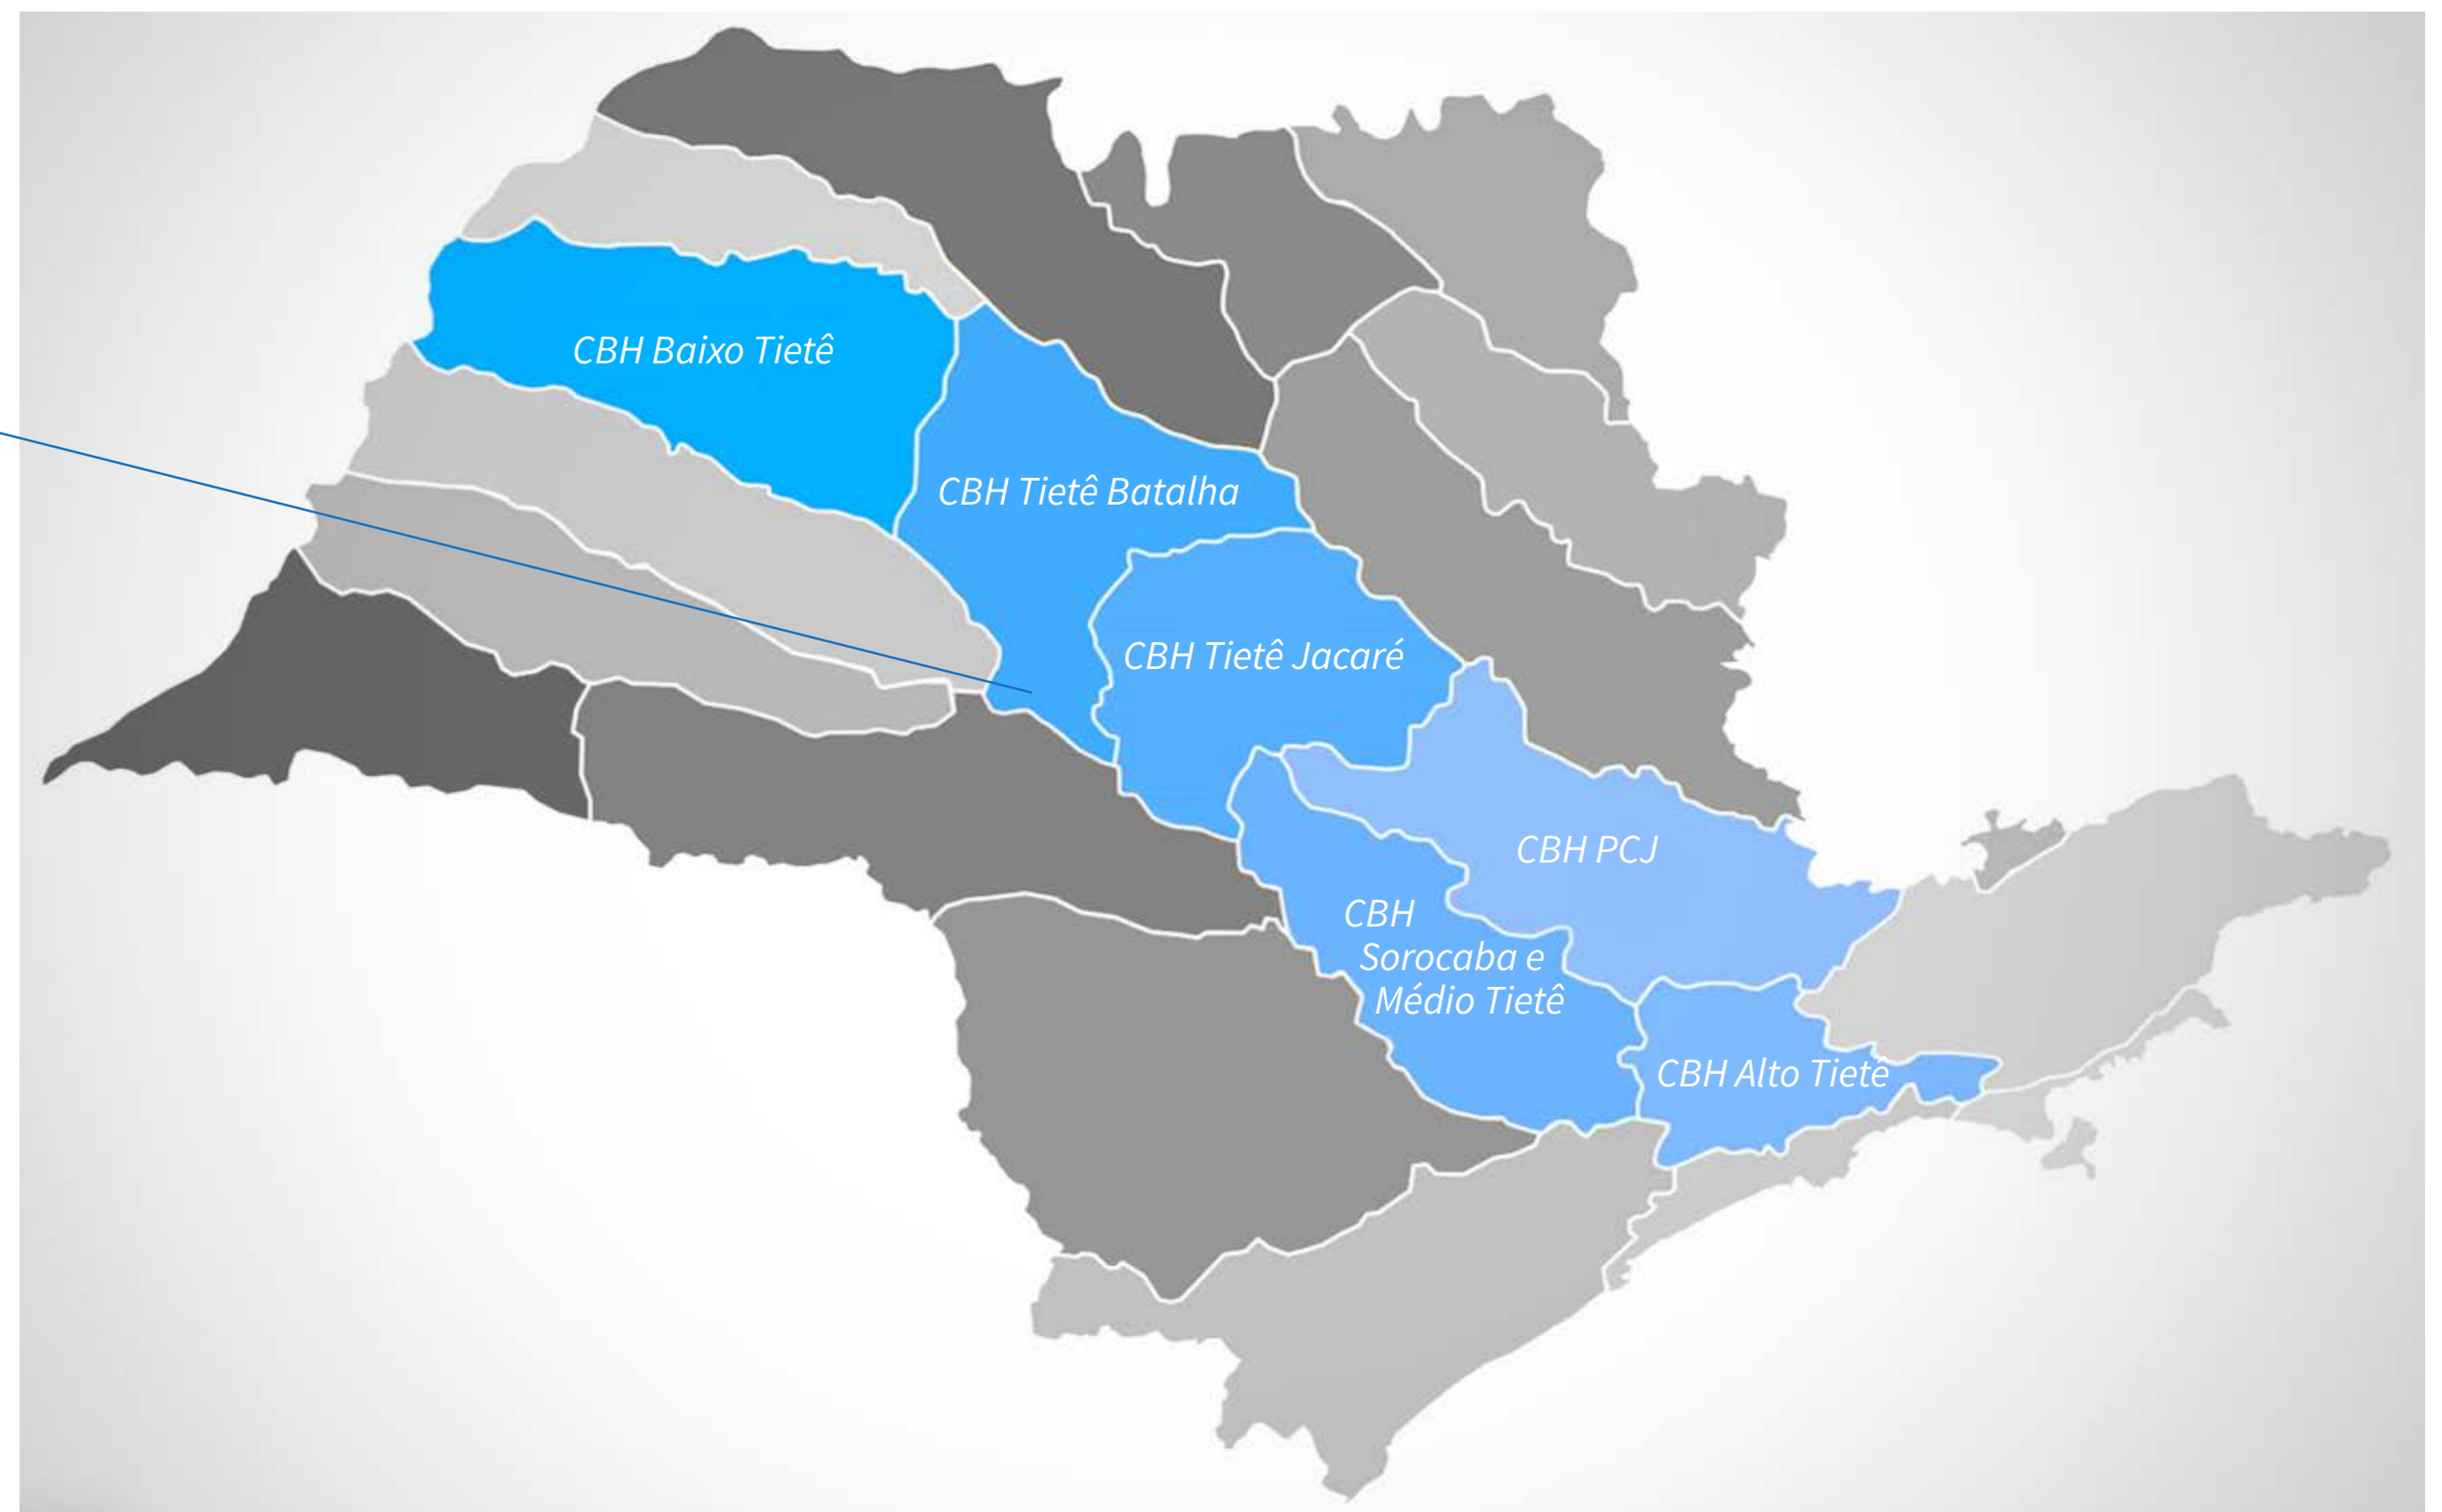 CBH Baixo Tietê
CBH Tietê Batalha
CBH Tietê Jacaré
CBH PCJ
CBH
Sorocaba e
Médio Tietê
CBH Alto Tietê